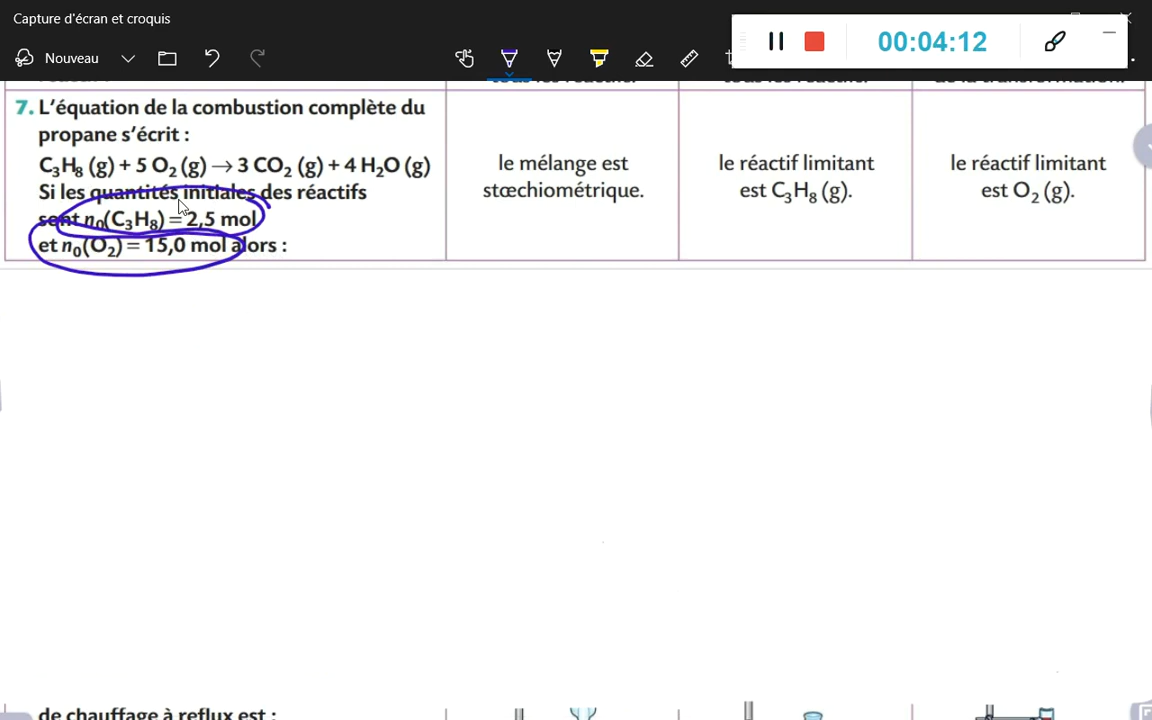 Capture d'écran et croquis
Nouveau
00:04:12
7. L'équation de la combustion complète du
propane s'écrit :
C₃H₈ (g) + 5 O₂ (g) → 3 CO₂ (g) + 4 H₂O (g)
Si les quantités initiales des réactifs
sont n₀(C₃H₈) = 2,5 mol
et n₀(O₂) = 15,0 mol alors :
le mélange est
stœchiométrique.
le réactif limitant
est C₃H₈ (g).
le réactif limitant
est O₂ (g).
de chauffage à reflux est :